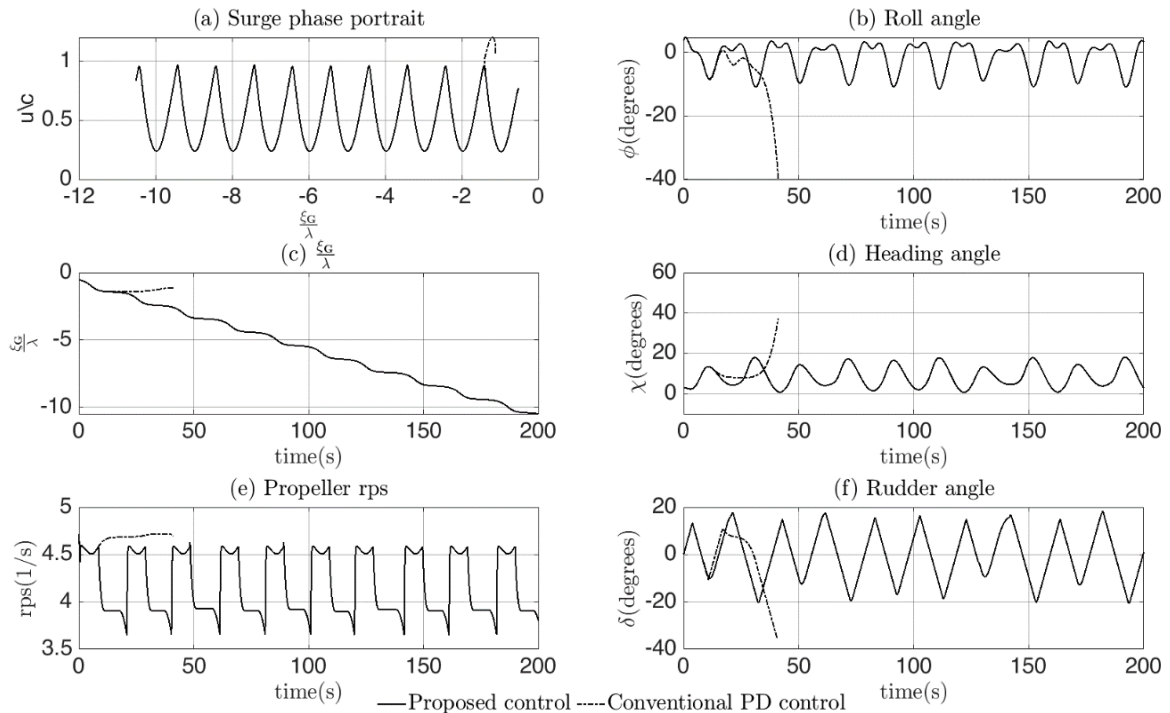 (a) Surge phase portrait
u\c
1
0.5
0
-12
-10
-8
-6
-4
-2
0
ξG/λ
(b) Roll angle
ϕ(degrees)
0
-20
-40
0
50
100
150
200
time(s)
(c) ξG/λ
ξG/λ
0
-5
-10
0
50
100
150
200
time(s)
(d) Heading angle
χ(degrees)
60
40
20
0
0
50
100
150
200
time(s)
(e) Propeller rps
rps(1/s)
5
4.5
4
3.5
0
50
100
150
200
time(s)
(f) Rudder angle
δ(degrees)
20
0
-20
-40
0
50
100
150
200
time(s)
Proposed control Conventional PD control